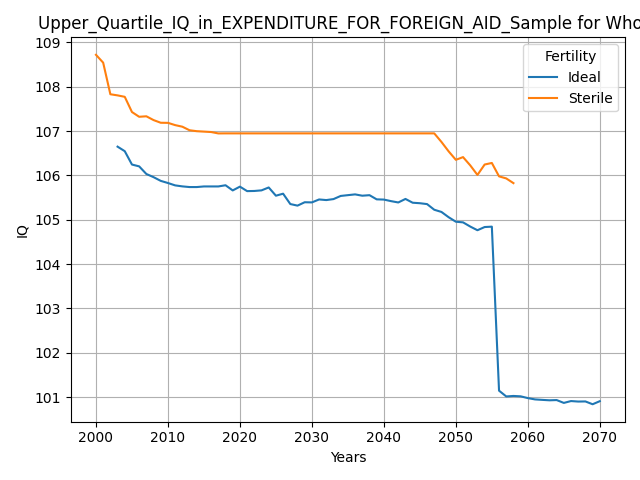 Upper_Quartile_IQ_in_EXPENDITURE_FOR_FOREIGN_AID_Sample for Who
Fertility
Ideal
Sterile
IQ
109
108
107
106
105
104
103
102
101
2000
2010
2020
2030
2040
2050
2060
2070
Years